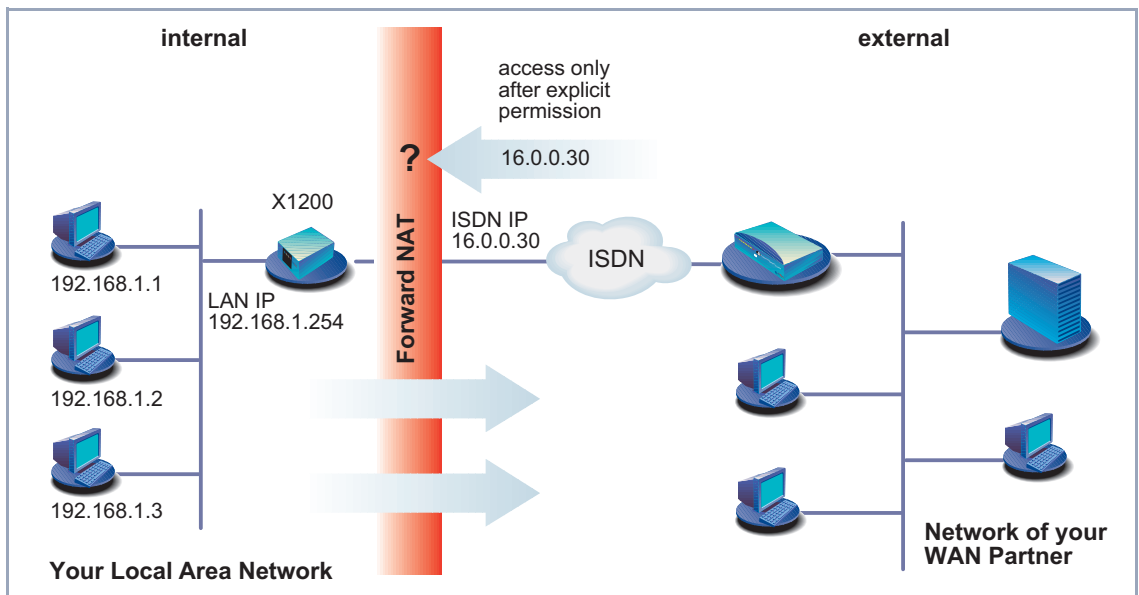 internal
external
access only
after explicit
permission
?
16.0.0.30
X1200
ISDN IP
16.0.0.30
ISDN
Forward NAT
192.168.1.1
LAN IP
192.168.1.254
192.168.1.2
192.168.1.3
Your Local Area Network
Network of your
WAN Partner